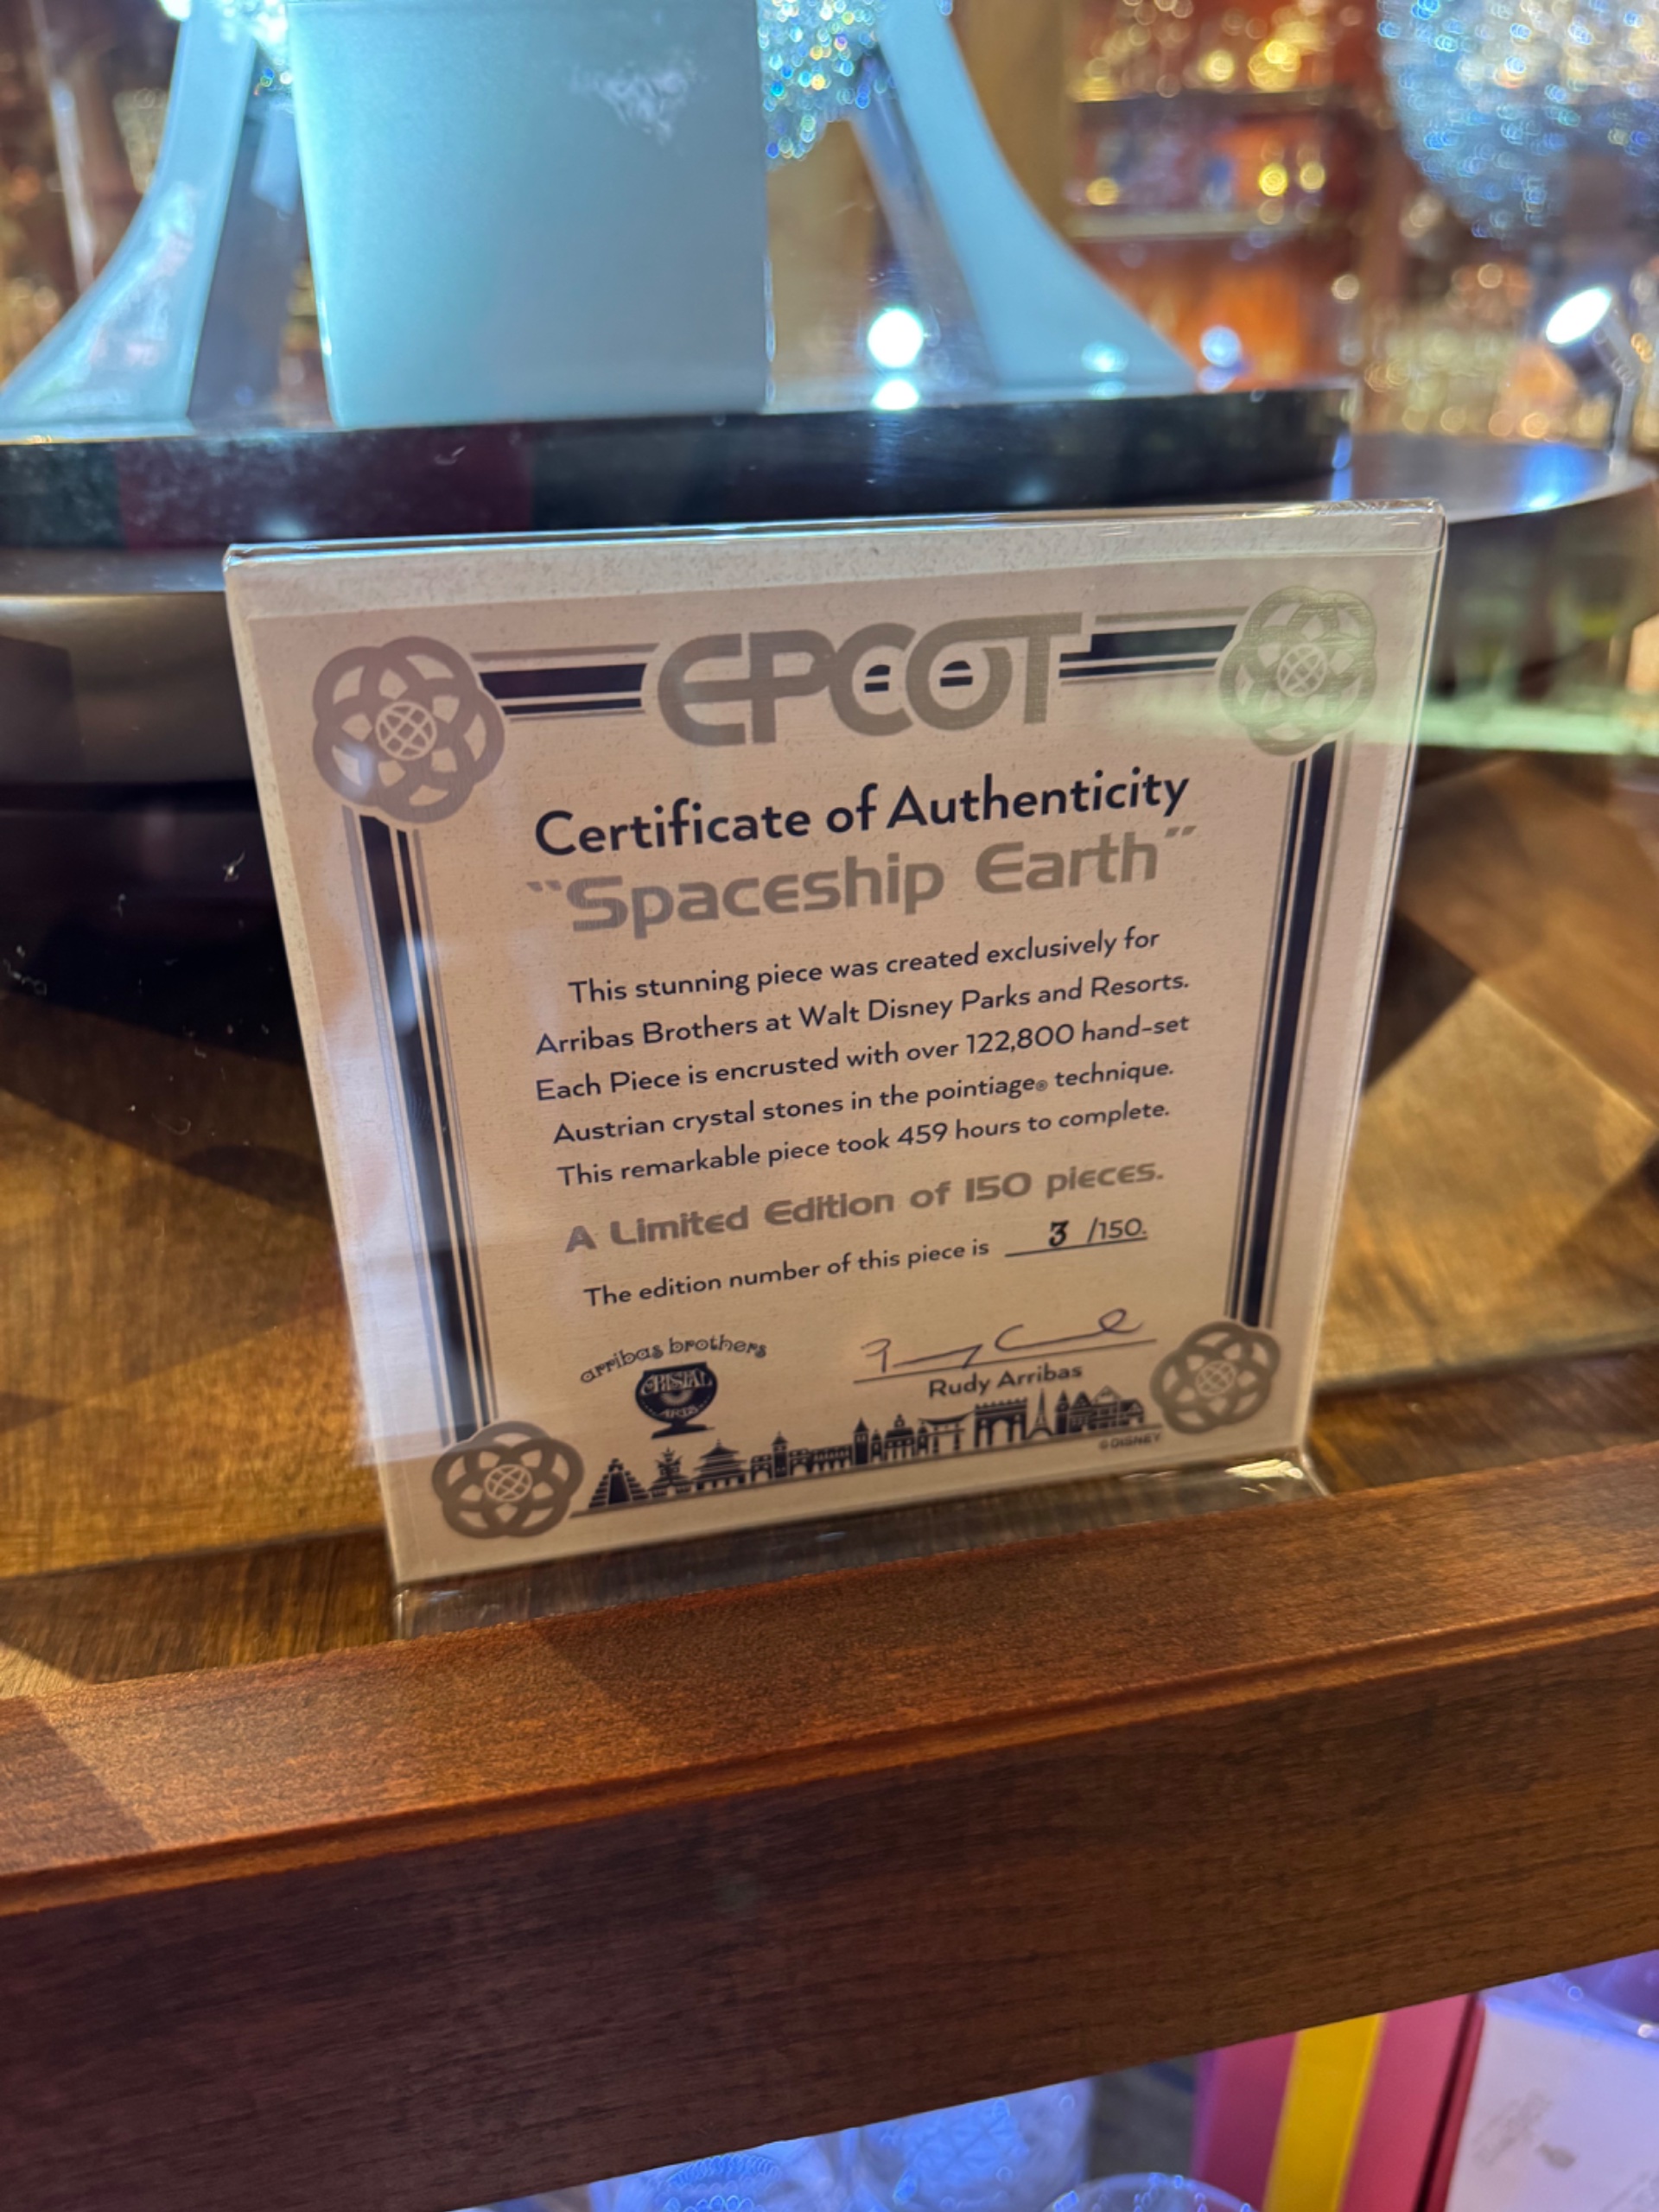 EPCOT
Certificate of Authenticity
"Spaceship Earth"
This stunning piece was created exclusively for
Arribas Brothers at Walt Disney Parks and Resorts.
Each Piece is encrusted with over 122,800 hand-set
Austrian crystal stones in the pointiage® technique.
This remarkable piece took 459 hours to complete.
A Limited Edition of 150 pieces.
The edition number of this piece is 3 /150.
arribas brothers
CRYSTAL
ARTS
Rudy Arribas
©DISNEY